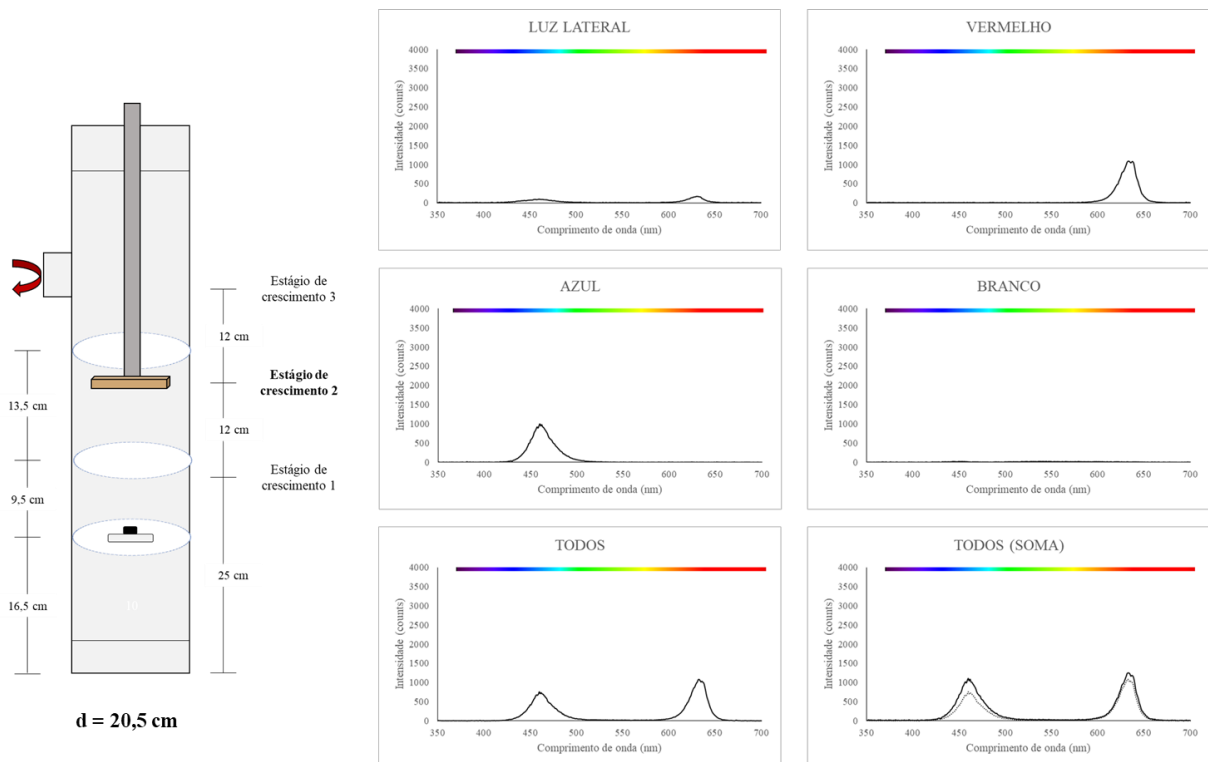 Estágio de
crescimento 3
12 cm
Estágio de
crescimento 2
13,5 cm
12 cm
Estágio de
crescimento 1
9,5 cm
25 cm
16,5 cm
10
d = 20,5 cm
LUZ LATERAL
Intensidade (counts)
4000
3500
3000
2500
2000
1500
1000
500
0
350 400 450 500 550 600 650 700
Comprimento de onda (nm)
VERMELHO
Intensidade (counts)
4000
3500
3000
2500
2000
1500
1000
500
0
350 400 450 500 550 600 650 700
Comprimento de onda (nm)
AZUL
Intensidade (counts)
4000
3500
3000
2500
2000
1500
1000
500
0
350 400 450 500 550 600 650 700
Comprimento de onda (nm)
BRANCO
Intensidade (counts)
4000
3500
3000
2500
2000
1500
1000
500
0
350 400 450 500 550 600 650 700
Comprimento de onda (nm)
TODOS
Intensidade (counts)
4000
3500
3000
2500
2000
1500
1000
500
0
350 400 450 500 550 600 650 700
Comprimento de onda (nm)
TODOS (SOMA)
Intensidade (counts)
4000
3500
3000
2500
2000
1500
1000
500
0
350 400 450 500 550 600 650 700
Comprimento de onda (nm)